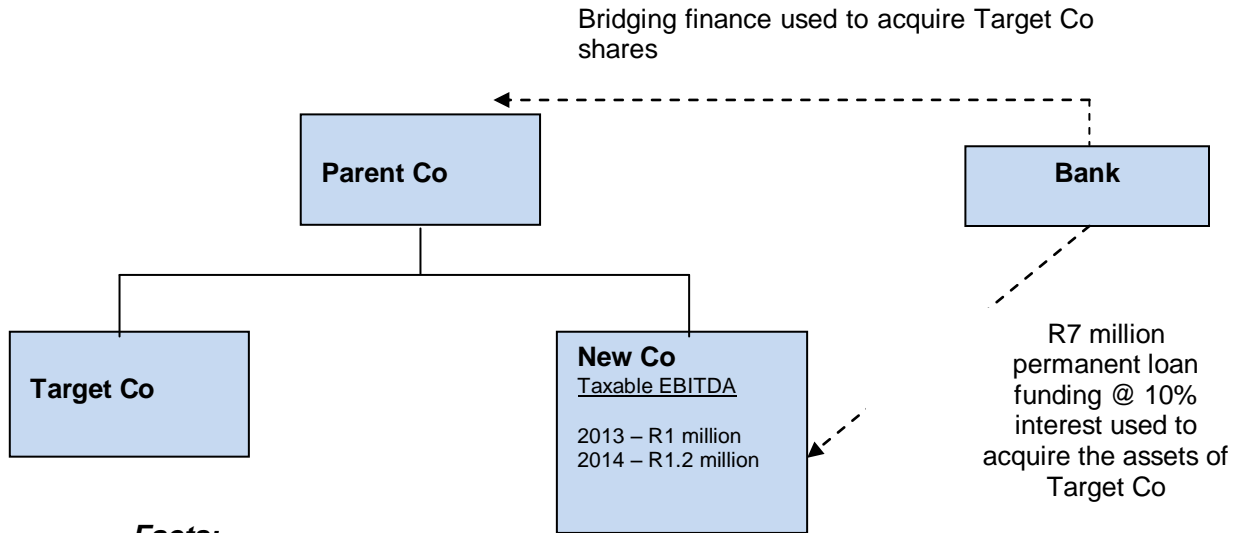 Bridging finance used to acquire Target Co
shares
Parent Co
Bank
Target Co
New Co
Taxable EBITDA
2013 – R1 million
2014 – R1.2 million
R7 million
permanent loan
funding @ 10%
interest used to
acquire the assets of
Target Co